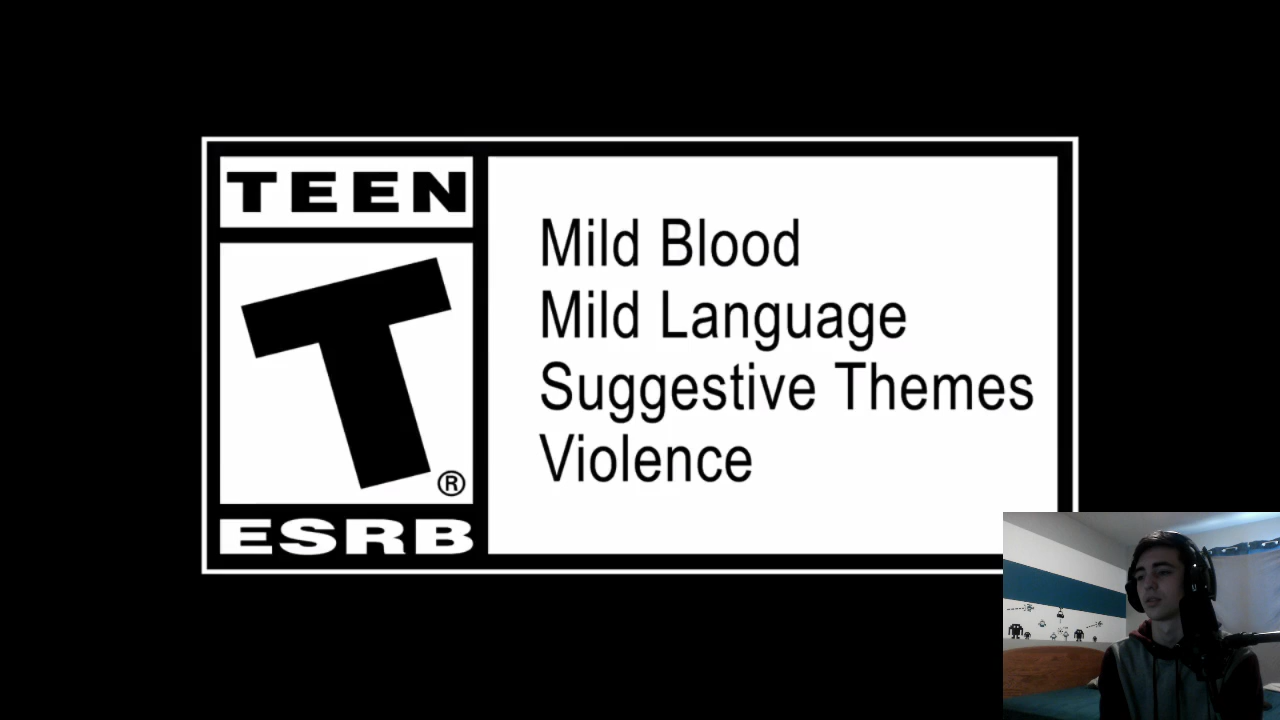 TEEN
T®
ESRB
Mild Blood
Mild Language
Suggestive Themes
Violence